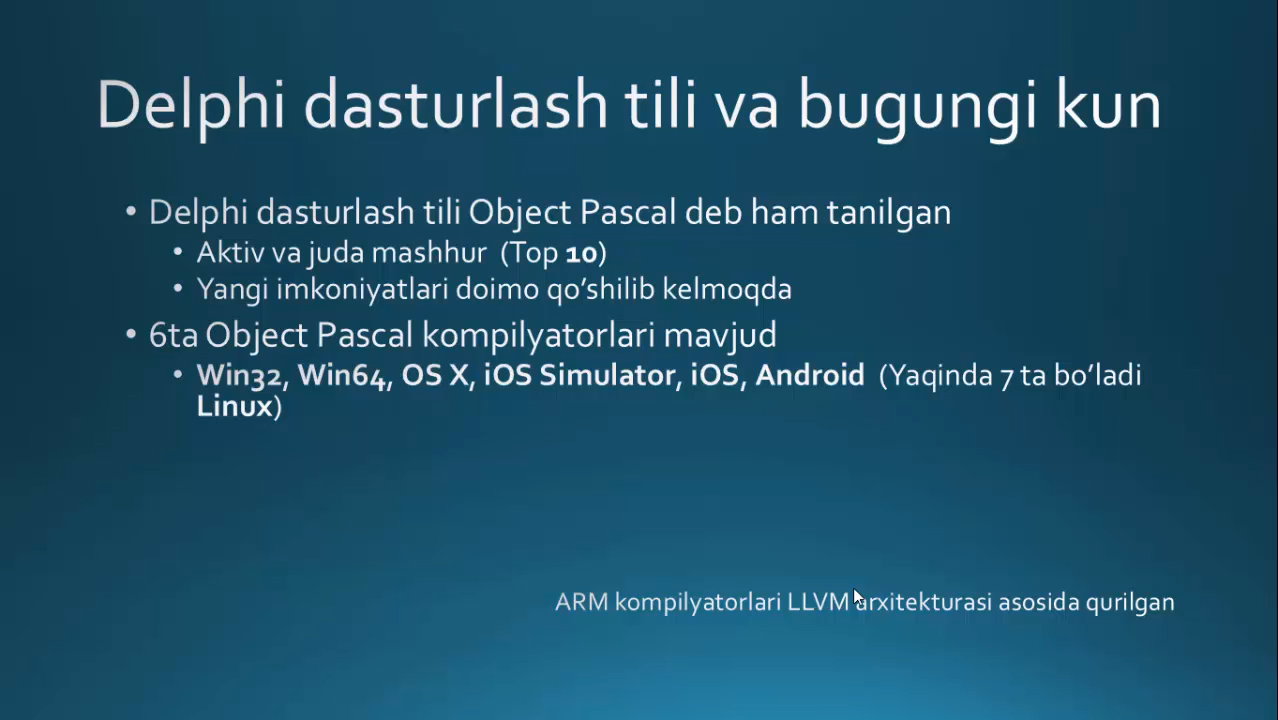 Delphi dasturlash tili va bugungi kun
• Delphi dasturlash tili Object Pascal deb ham tanilgan
• Aktiv va juda mashhur (Top 10)
• Yangi imkoniyatlari doimo qo’shilib kelmoqda
• 6ta Object Pascal kompilyatorlari mavjud
• Win32, Win64, OS X, iOS Simulator, iOS, Android (Yaqinda 7 ta bo’ladi
Linux)
ARM kompilyatorlari LLVM arxitekturasi asosida qurilgan